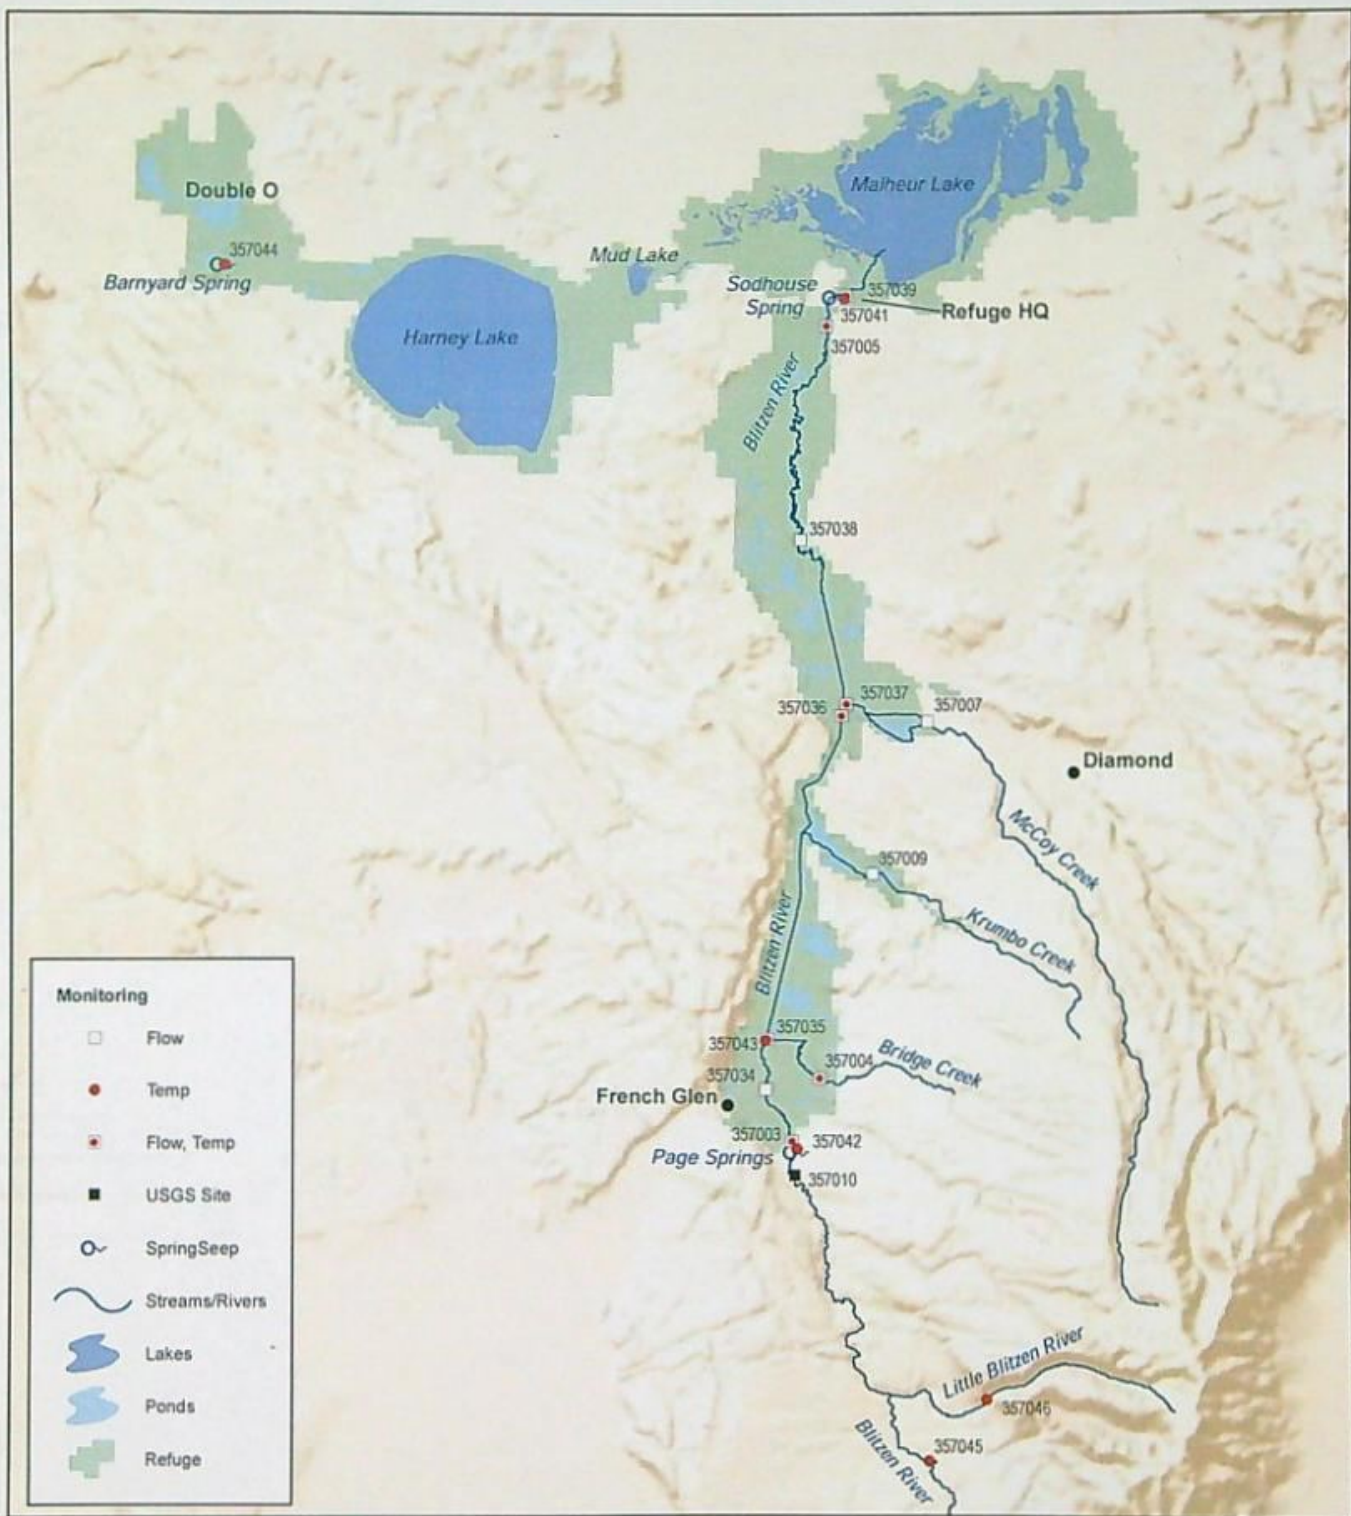 Double O
357044
Barnyard Spring
Harney Lake
Mud Lake
Malheur Lake
Sodhouse
Spring
357039
357041
Refuge HQ
357005
Blitzen River
357038
357037
357036
357007
Diamond
McCoy Creek
357009
Krumbo Creek
Blitzen River
357035
357043
357004
Bridge Creek
357034
French Glen
357003
357042
Page Springs
357010
Little Blitzen River
357046
357045
Blitzen River
Monitoring
Flow
Temp
Flow, Temp
USGS Site
SpringSeep
Streams/Rivers
Lakes
Ponds
Refuge